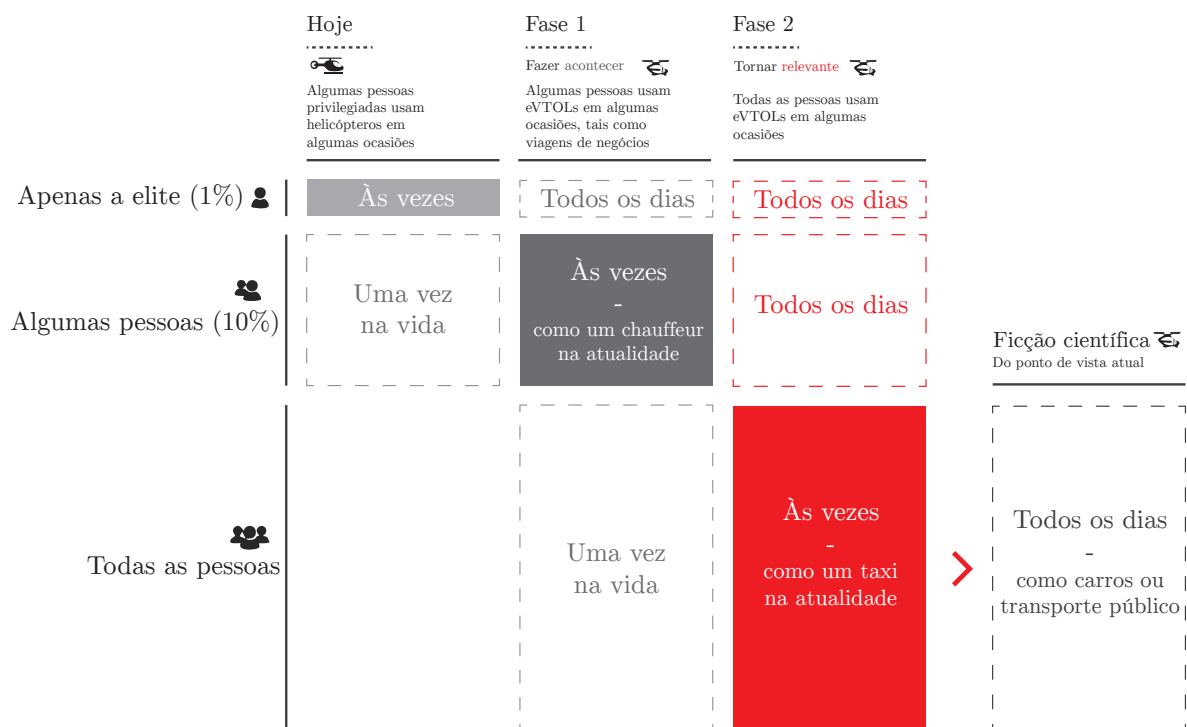 Hoje
Algumas pessoas
privilegiadas usam
helicópteros em
algumas ocasiões
Fase 1
Fazer acontecer
Algumas pessoas usam
eVTOLs em algumas
ocasiões, tais como
viagens de negócios
Fase 2
Tornar relevante
Todas as pessoas usam
eVTOLs em algumas
ocasiões
Apenas a elite (1%)
Às vezes
Todos os dias
Todos os dias
Algumas pessoas (10%)
Uma vez
na vida
Às vezes
-
como um chauffeur
na atualidade
Todos os dias
Ficção científica
Do ponto de vista atual
Todas as pessoas
Uma vez
na vida
Às vezes
-
como um taxi
na atualidade
Todos os dias
-
como carros ou
transporte público